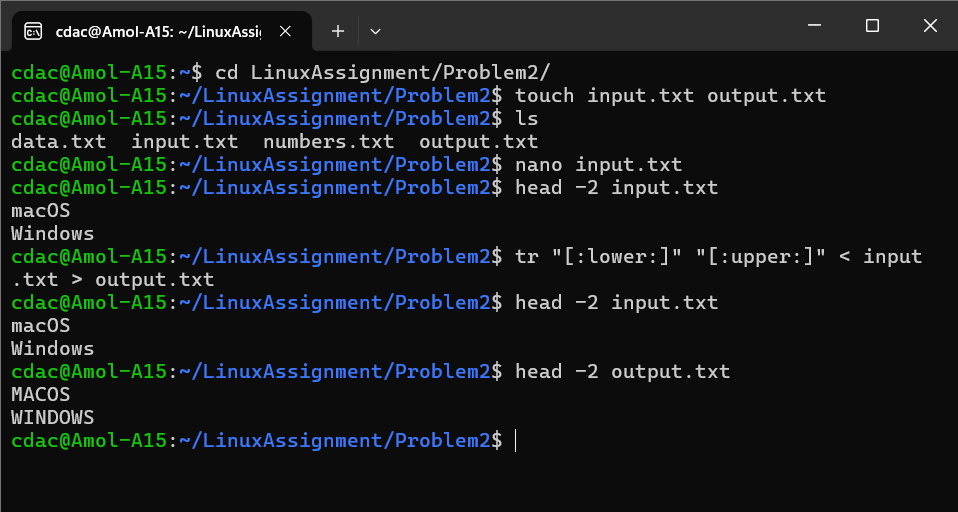 cdac@Amol-A15: ~/LinuxAssig
cdac@Amol-A15:~$ cd LinuxAssignment/Problem2/
cdac@Amol-A15:~/LinuxAssignment/Problem2$ touch input.txt output.txt
cdac@Amol-A15:~/LinuxAssignment/Problem2$ ls
data.txt  input.txt  numbers.txt  output.txt
cdac@Amol-A15:~/LinuxAssignment/Problem2$ nano input.txt
cdac@Amol-A15:~/LinuxAssignment/Problem2$ head -2 input.txt
macOS
Windows
cdac@Amol-A15:~/LinuxAssignment/Problem2$ tr "[:lower:]" "[:upper:]" < input
.txt > output.txt
cdac@Amol-A15:~/LinuxAssignment/Problem2$ head -2 input.txt
macOS
Windows
cdac@Amol-A15:~/LinuxAssignment/Problem2$ head -2 output.txt
MACOS
WINDOWS
cdac@Amol-A15:~/LinuxAssignment/Problem2$